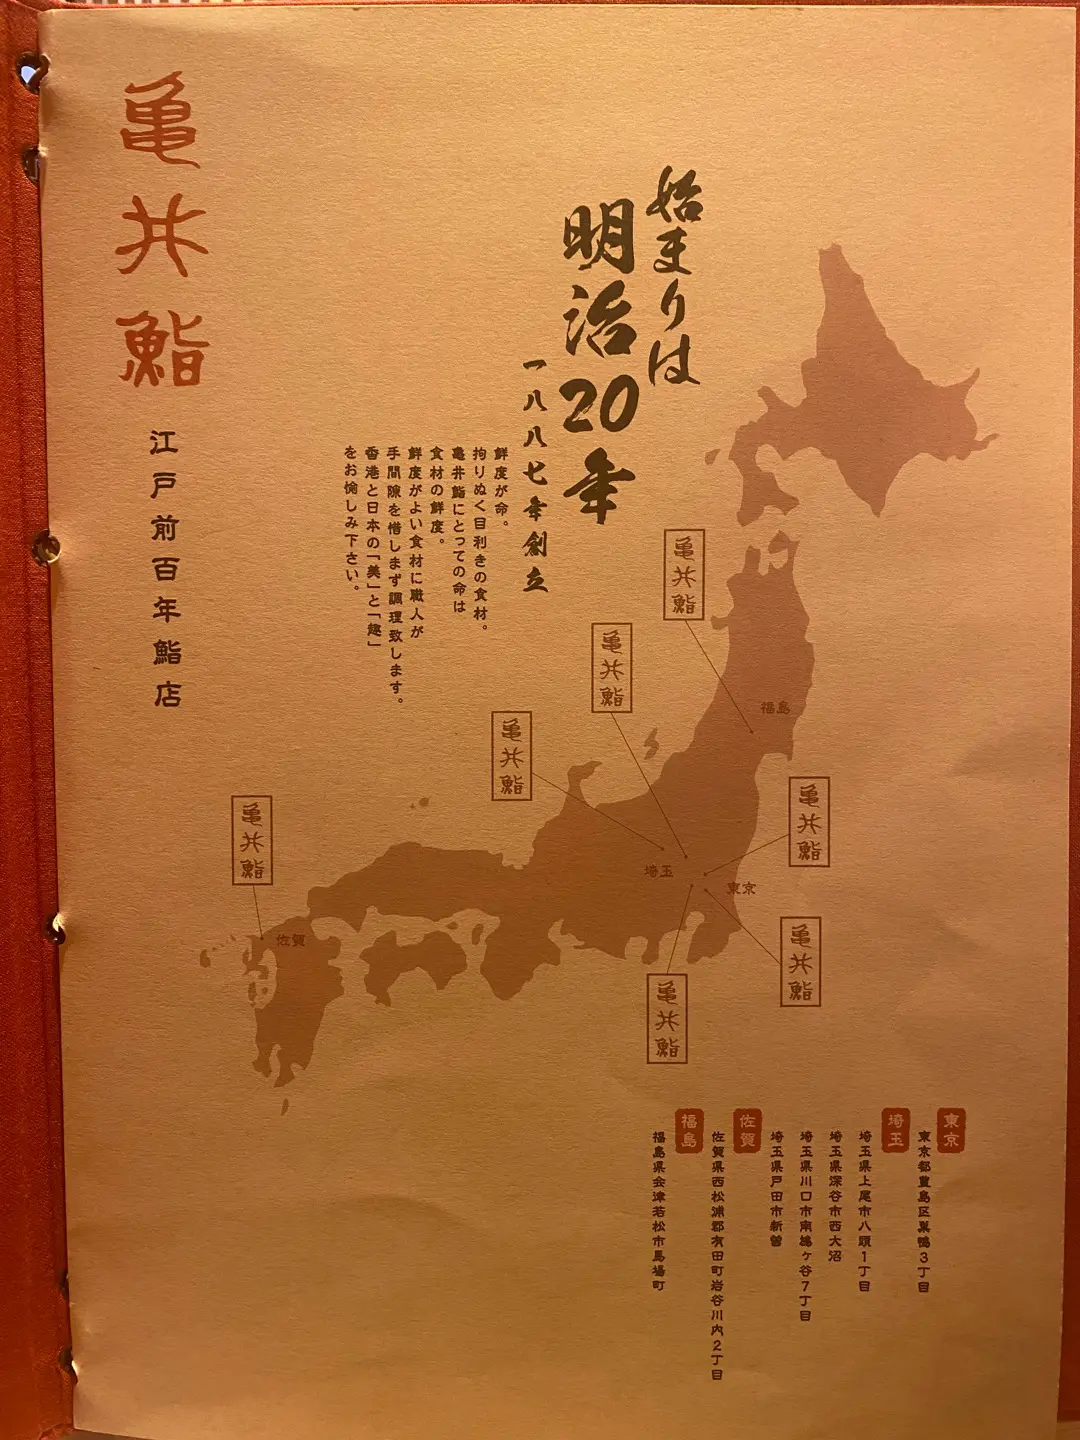 亀井鮨
江戸前百年鮨店
始まりは
明治20年
一八八七年創立
鮮度が命。
拘りぬく目利きの食材。
亀井鮨にとっての命は
食材の鮮度。
鮮度がよい食材に職人が
手間隙を惜しまず調理致します。
香港と日本の「美」と「趣」
をお愉しみ下さい。
亀井鮨
福島
亀井鮨
亀井鮨
亀井鮨
亀井鮨
埼玉
東京
佐賀
亀井鮨
亀井鮨
東京
東京都豊島区巣鴨3丁目
埼玉
埼玉県上尾市八頭1丁目
埼玉県深谷市西大沼
埼玉県川口市南鳩ヶ谷7丁目
埼玉県戸田市新曽
佐賀
佐賀県西松浦郡有田町岩谷川内2丁目
福島
福島県会津若松市馬場町